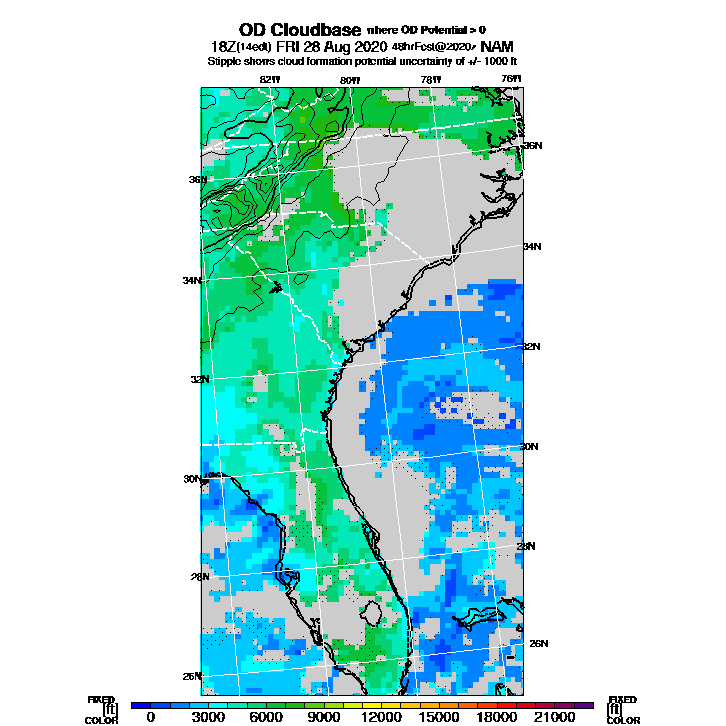 OD Cloudbase where OD Potential > 0
18Z(14edt) FRI 28 Aug 2020 48hrFcst@2020z NAM
Stipple shows cloud formation potential uncertainty of +/- 1000 ft
82W 80W 78W 76W
36N
36N
34N
34N
32N
32N
30N
30N
28N
28N
26N
26N
FIXED FIXED
[ft] 0 3000 6000 9000 12000 15000 18000 21000 [ft]
COLOR COLOR